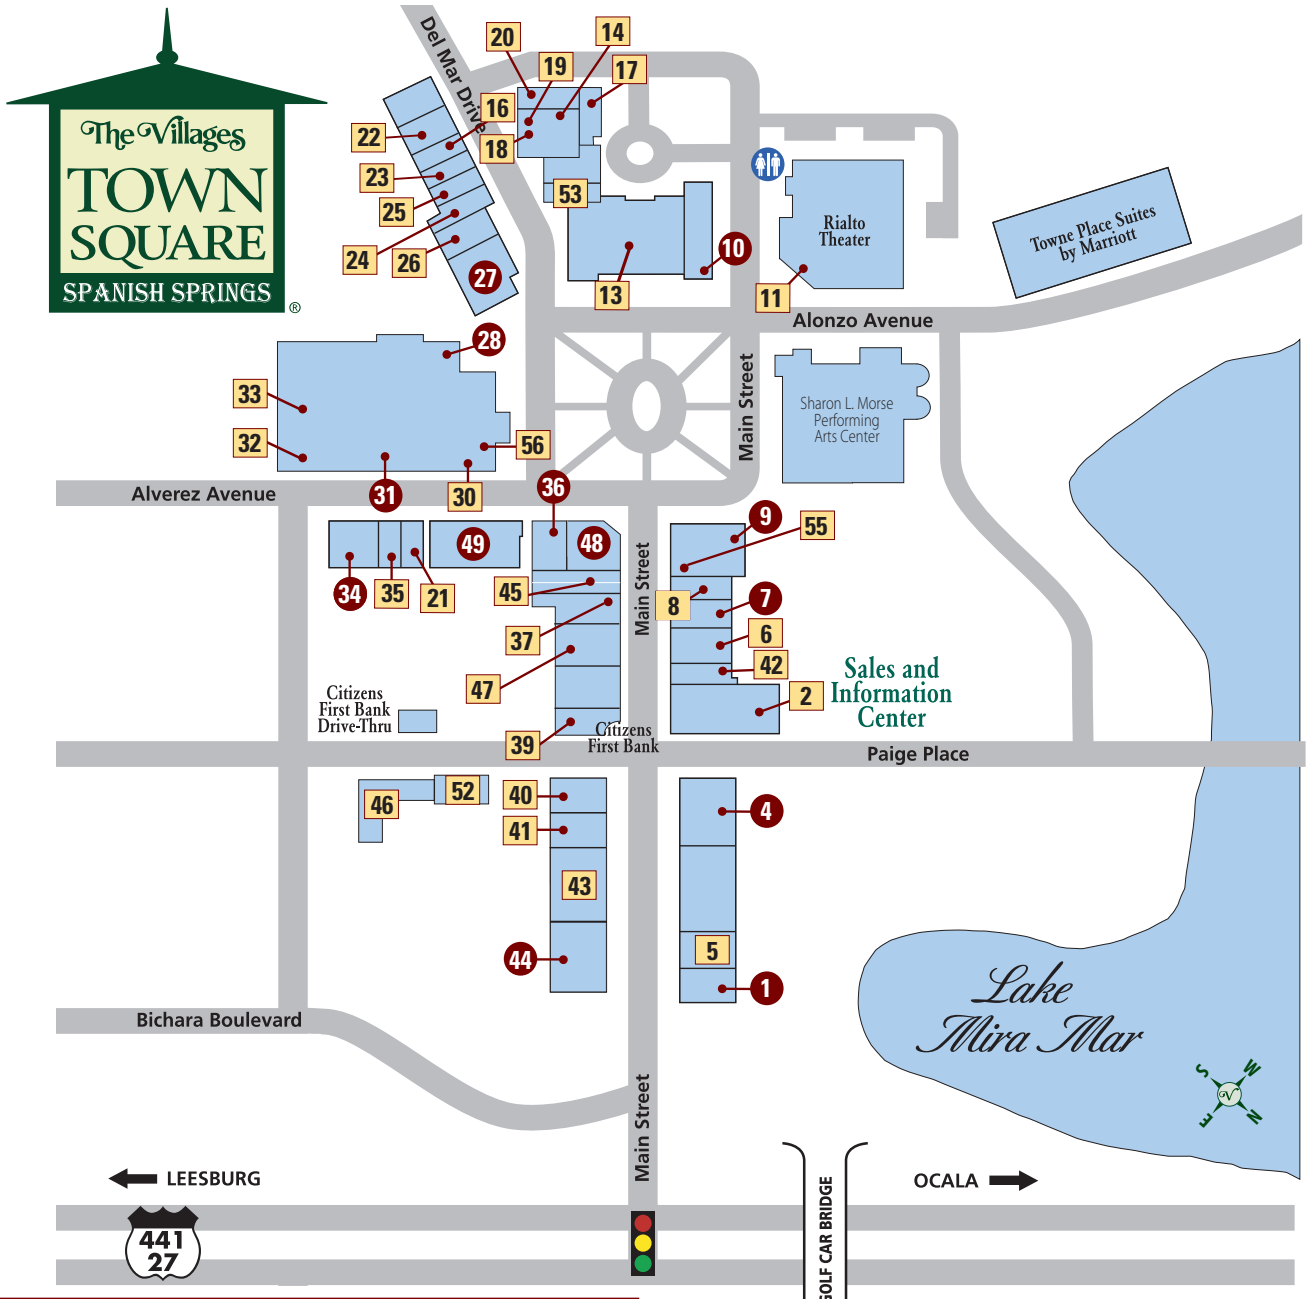 The Villages
TOWN
SQUARE
SPANISH SPRINGS
®
Del Mar Drive
20
14
19
17
16
18
22
23
25
24
26
27
53
13
10
11
Rialto
Theater
Towne Place Suites
by Marriott
Alonzo Avenue
28
33
32
31
30
56
Main Street
Sharon L. Morse
Performing
Arts Center
Alverez Avenue
36
34
35
21
49
48
45
37
47
39
Main Street
9
55
8
7
6
42
2
Sales and
Information
Center
Citizens
First Bank
Drive-Thru
Citizens
First Bank
Paige Place
46
52
40
41
43
44
4
5
1
Lake
Mira Mar
S
W
V
E
N
Bichara Boulevard
Main Street
LEESBURG
OCALA
441
27
GOLF CAR BRIDGE